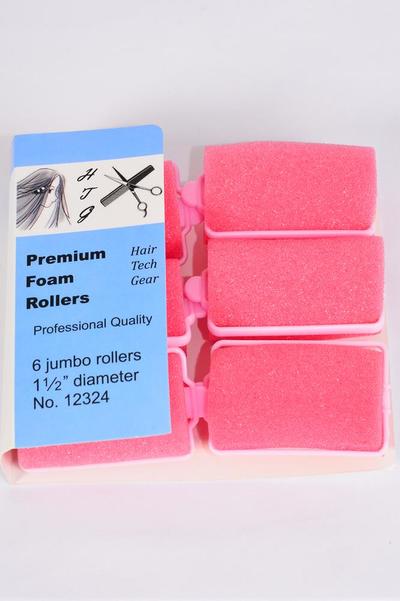 H
T
G
Premium
Foam
Rollers
Hair
Tech
Gear
Professional Quality
6 jumbo rollers
1½" diameter
No. 12324